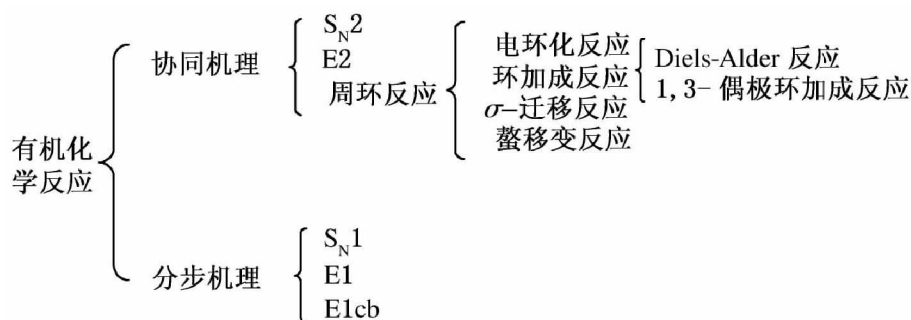 有机化
学反应
协同机理
S_N2
E2
周环反应
电环化反应
环加成反应
Diels-Alder 反应
1,3-偶极环加成反应
σ-迁移反应
螯移变反应
分步机理
S_N1
E1
E1cb